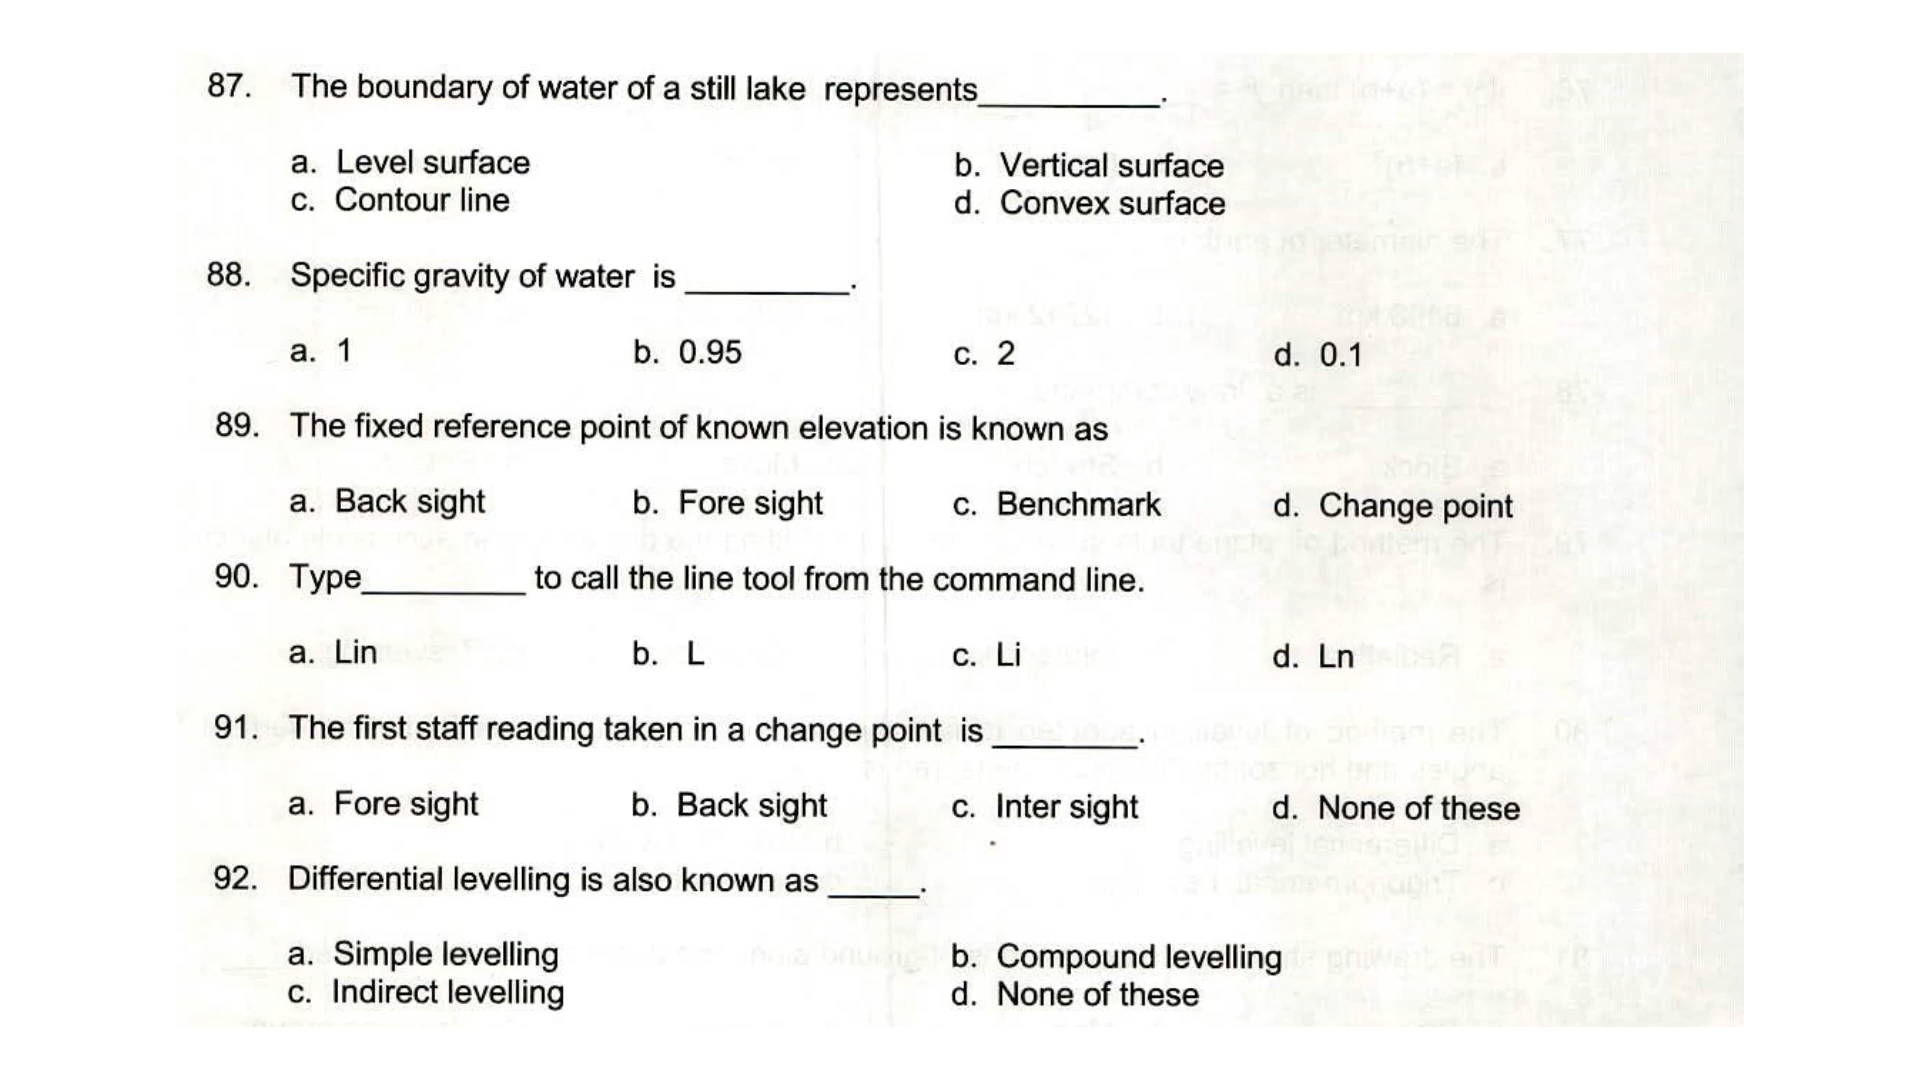 87. The boundary of water of a still lake represents__________.
a. Level surface b. Vertical surface
c. Contour line d. Convex surface
88. Specific gravity of water is _________.
a. 1 b. 0.95 c. 2 d. 0.1
89. The fixed reference point of known elevation is known as
a. Back sight b. Fore sight c. Benchmark d. Change point
90. Type_________ to call the line tool from the command line.
a. Lin b. L c. Li d. Ln
91. The first staff reading taken in a change point is ________.
a. Fore sight b. Back sight c. Inter sight d. None of these
92. Differential levelling is also known as _____.
a. Simple levelling b. Compound levelling
c. Indirect levelling d. None of these